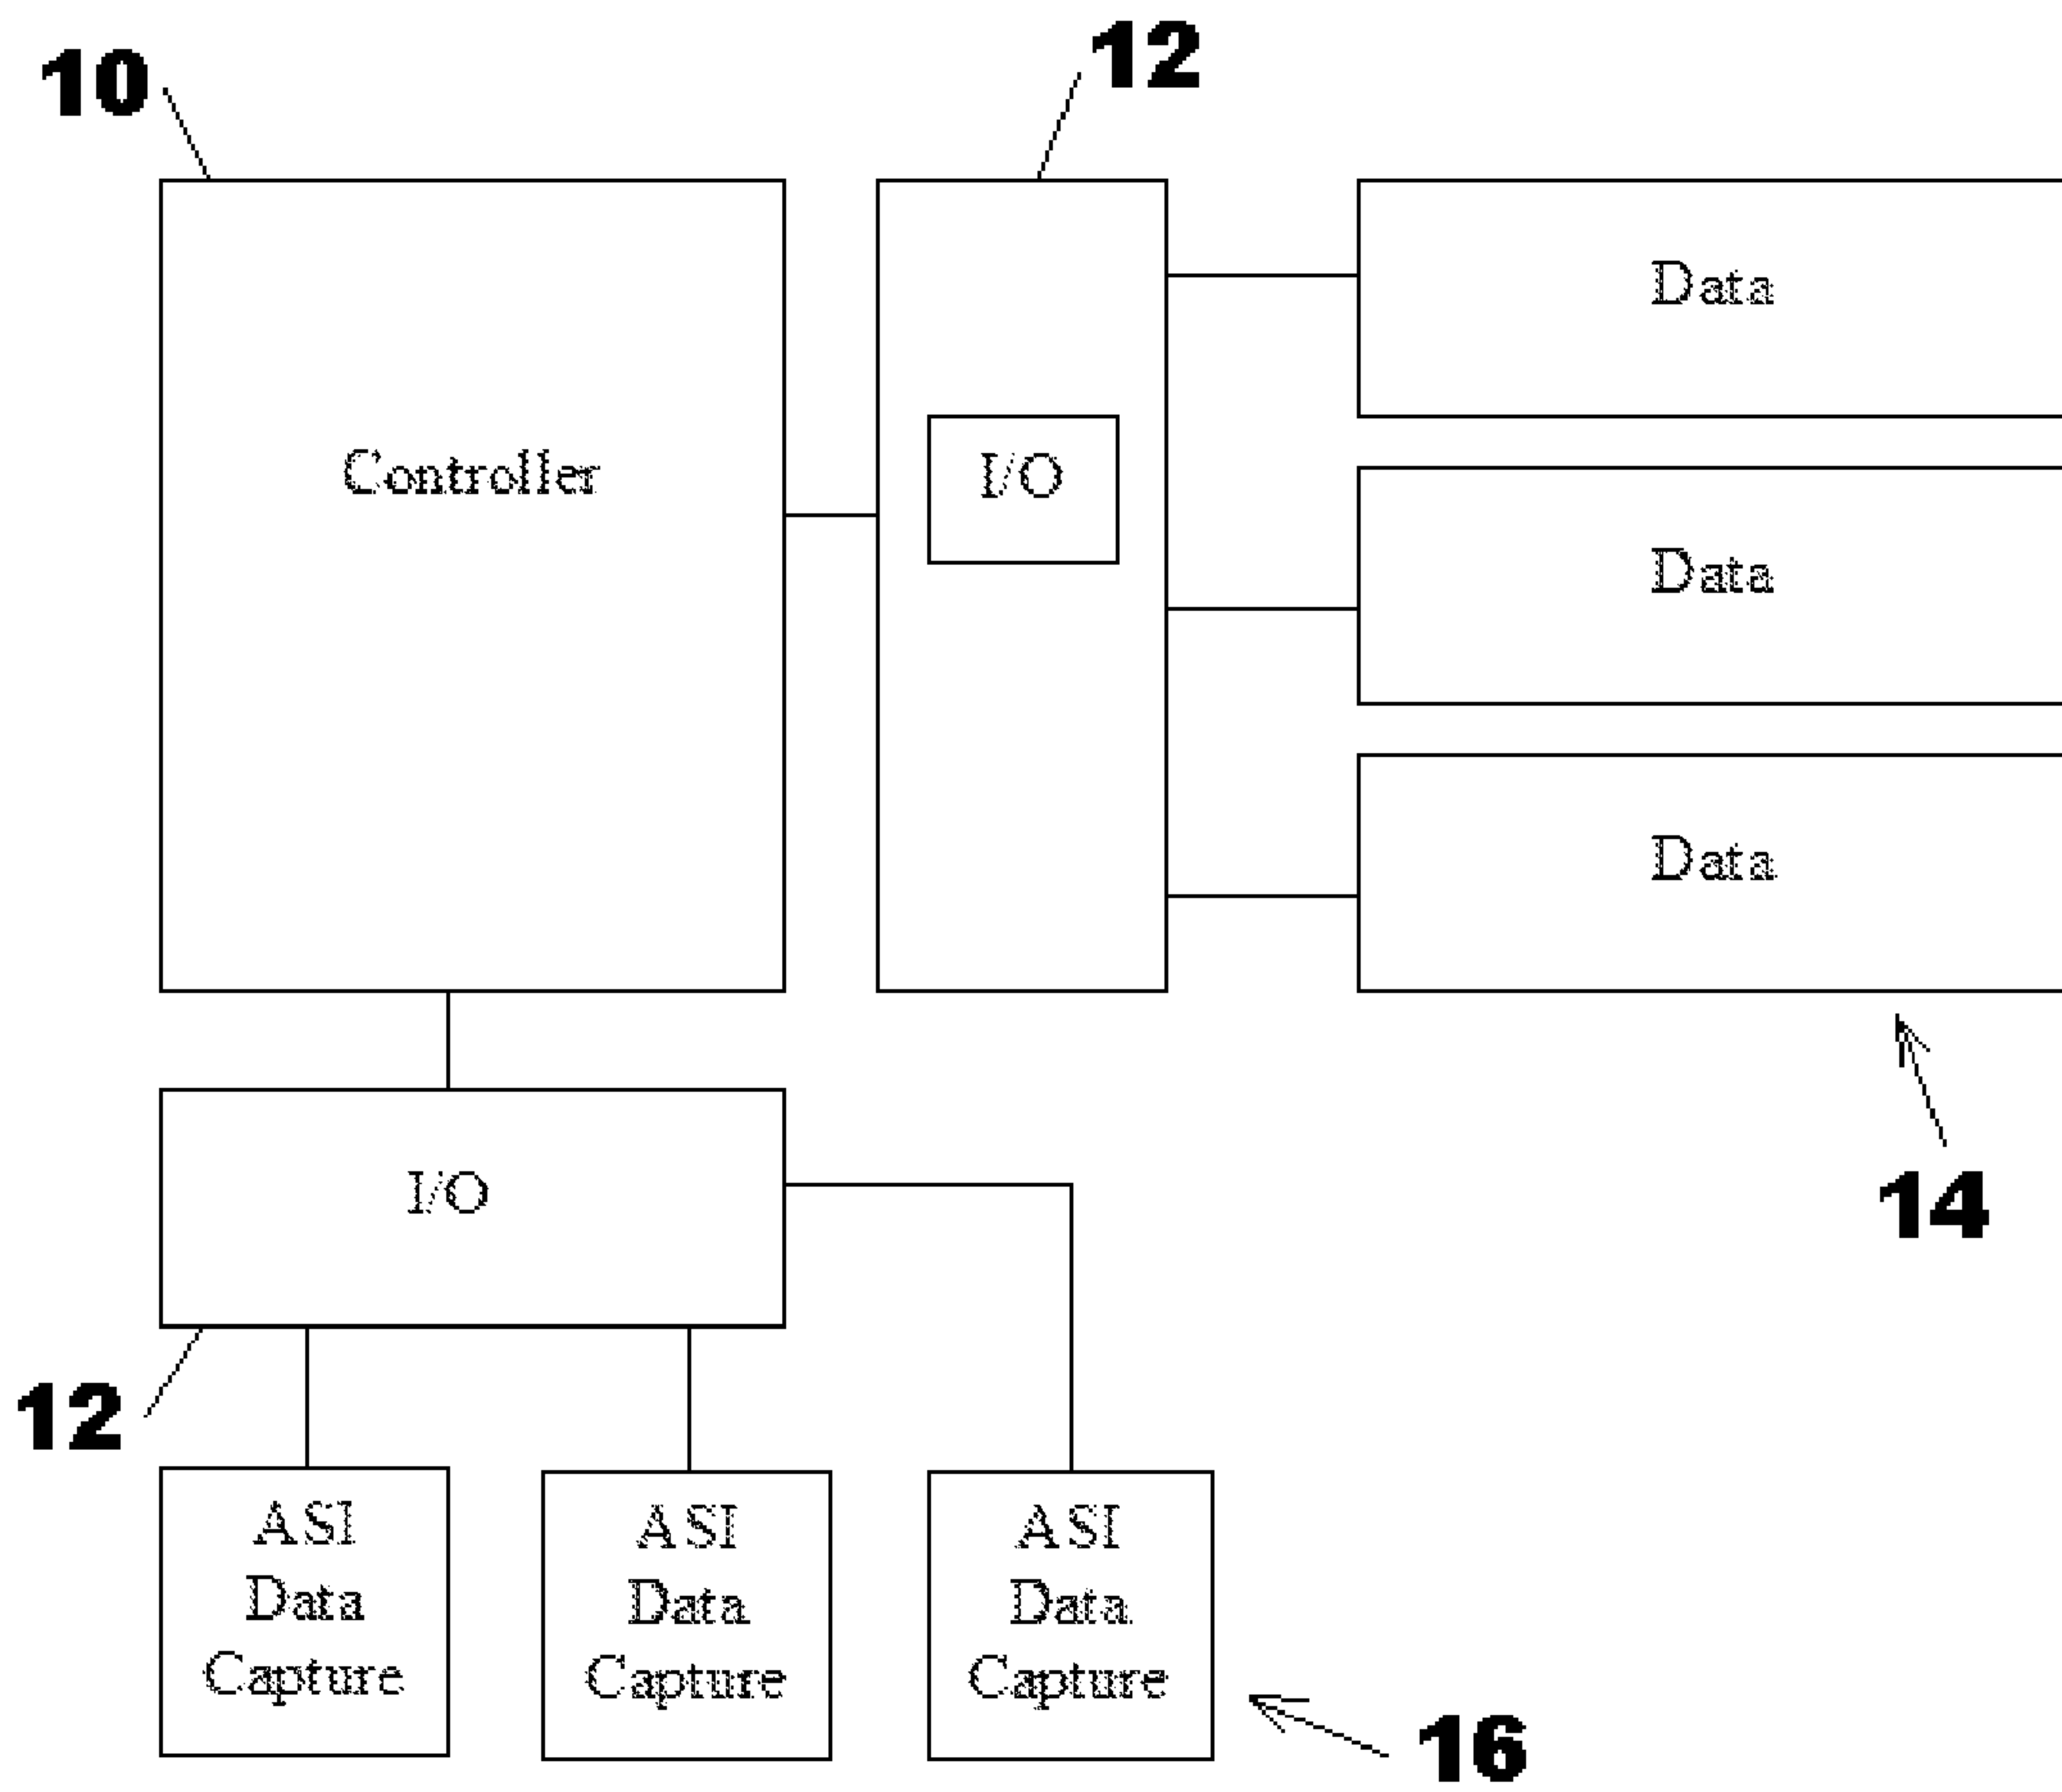 10
12
Data
Controller
I/O
Data
Data
I/O
14
12
ASI
Data
Capture
ASI
Data
Capture
ASI
Data
Capture
16